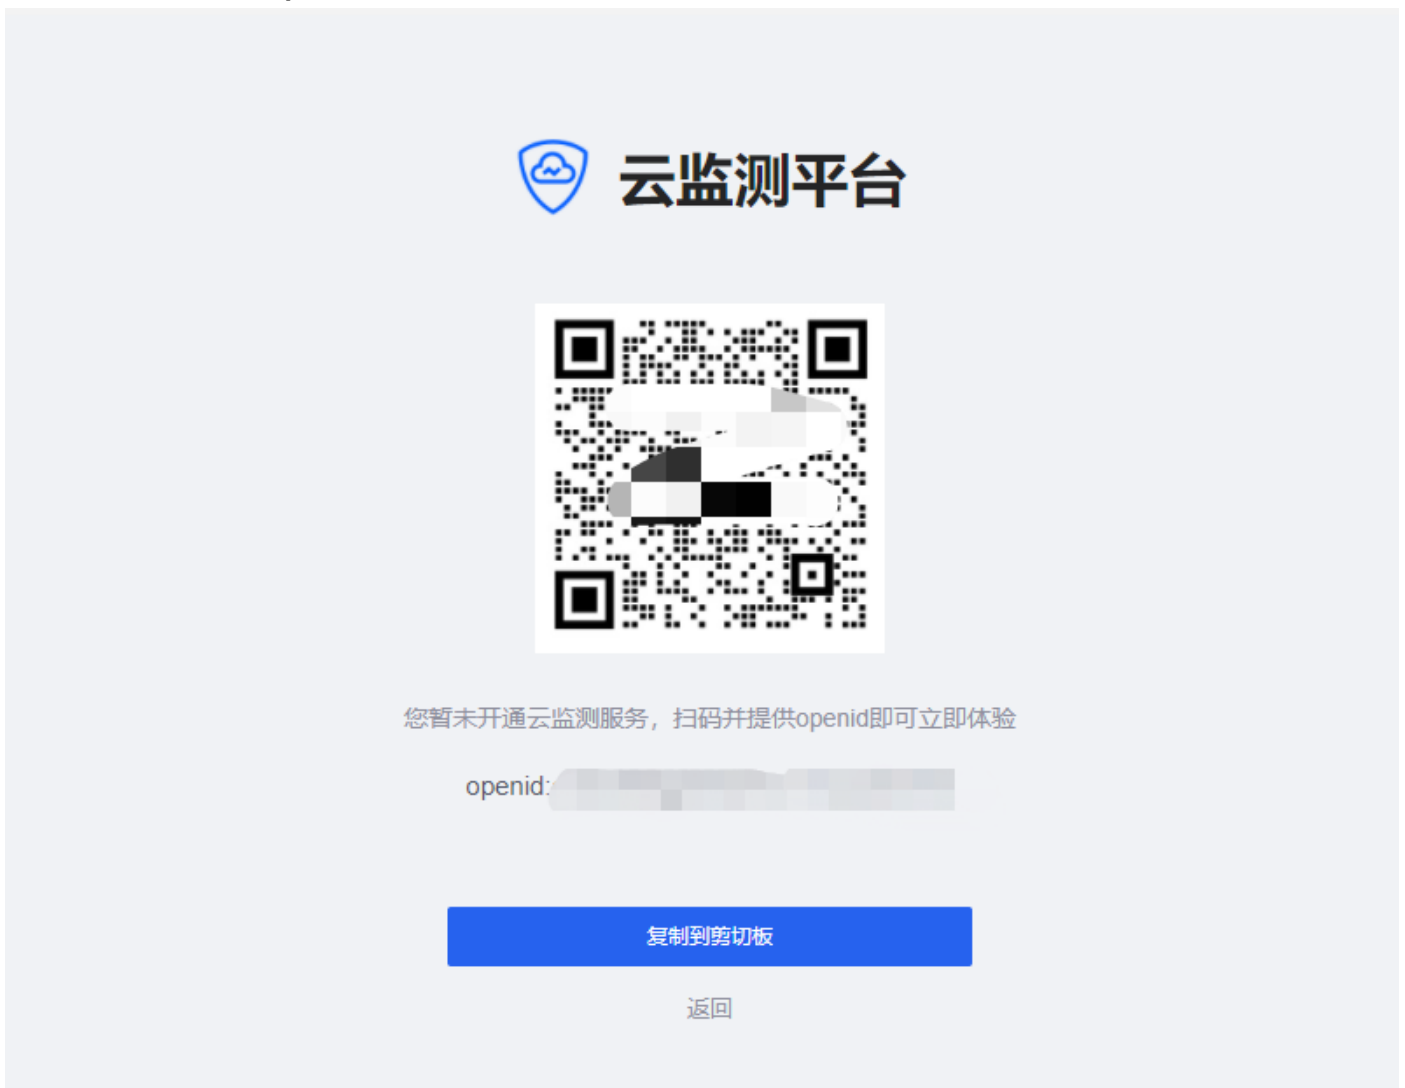 云监测平台
您暂未开通云监测服务，扫码并提供openid即可立即体验
openid:
复制到剪切板
返回